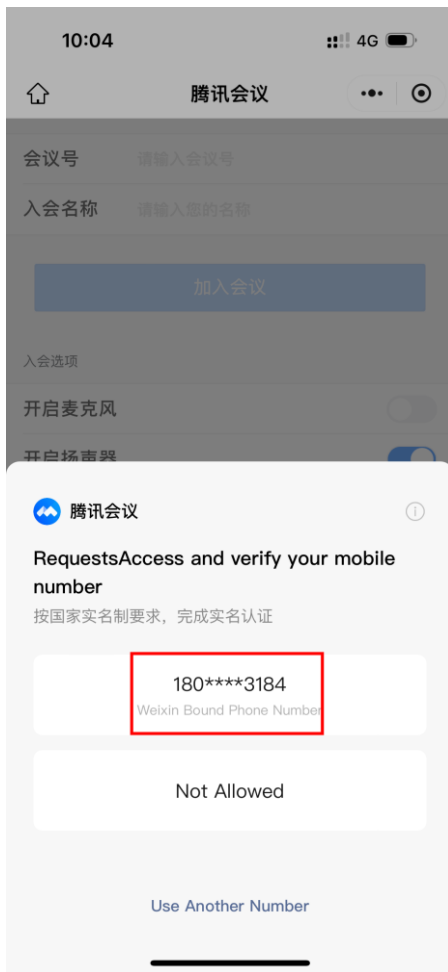 10:04
4G
腾讯会议
会议号 请输入会议号
入会名称 请输入您的名称
加入会议
入会选项
开启麦克风
开启扬声器
腾讯会议
RequestsAccess and verify your mobile
number
按国家实名制要求，完成实名认证
180****3184
Weixin Bound Phone Number
Not Allowed
Use Another Number